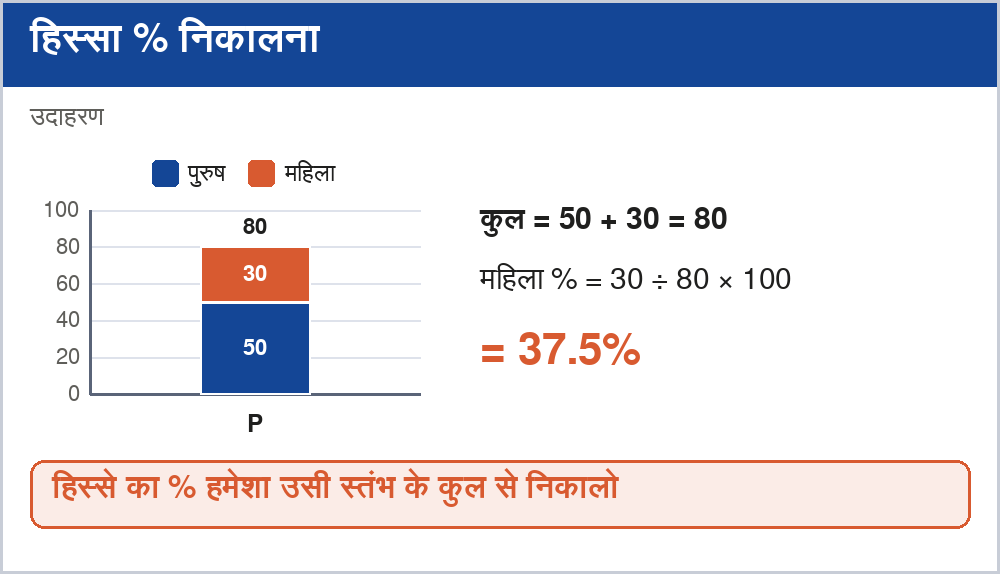 हिस्सा % निकालना
उदाहरण
पुरुष महिला
100
80
60
40
20
0
80
30
50
P
कुल = 50 + 30 = 80
महिला % = 30 ÷ 80 × 100
= 37.5%
हिस्से का % हमेशा उसी स्तंभ के कुल से निकालो